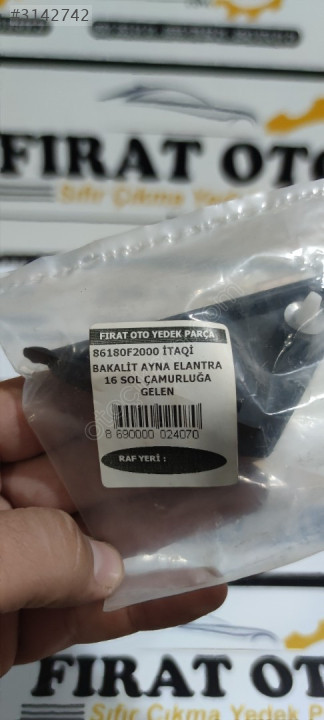 #3142742
FIRAT OTO
Sıfır Çıkma Yedek
FIRAT OTO YEDEK PARÇA
86180F2000 İTAQİ
BAKALİT AYNA ELANTRA
16 SOL ÇAMURLUĞA
GELEN
8 690000 024070
RAF YERİ :
FIRAT OTO
Sıfır Çıkma Yedek Parça